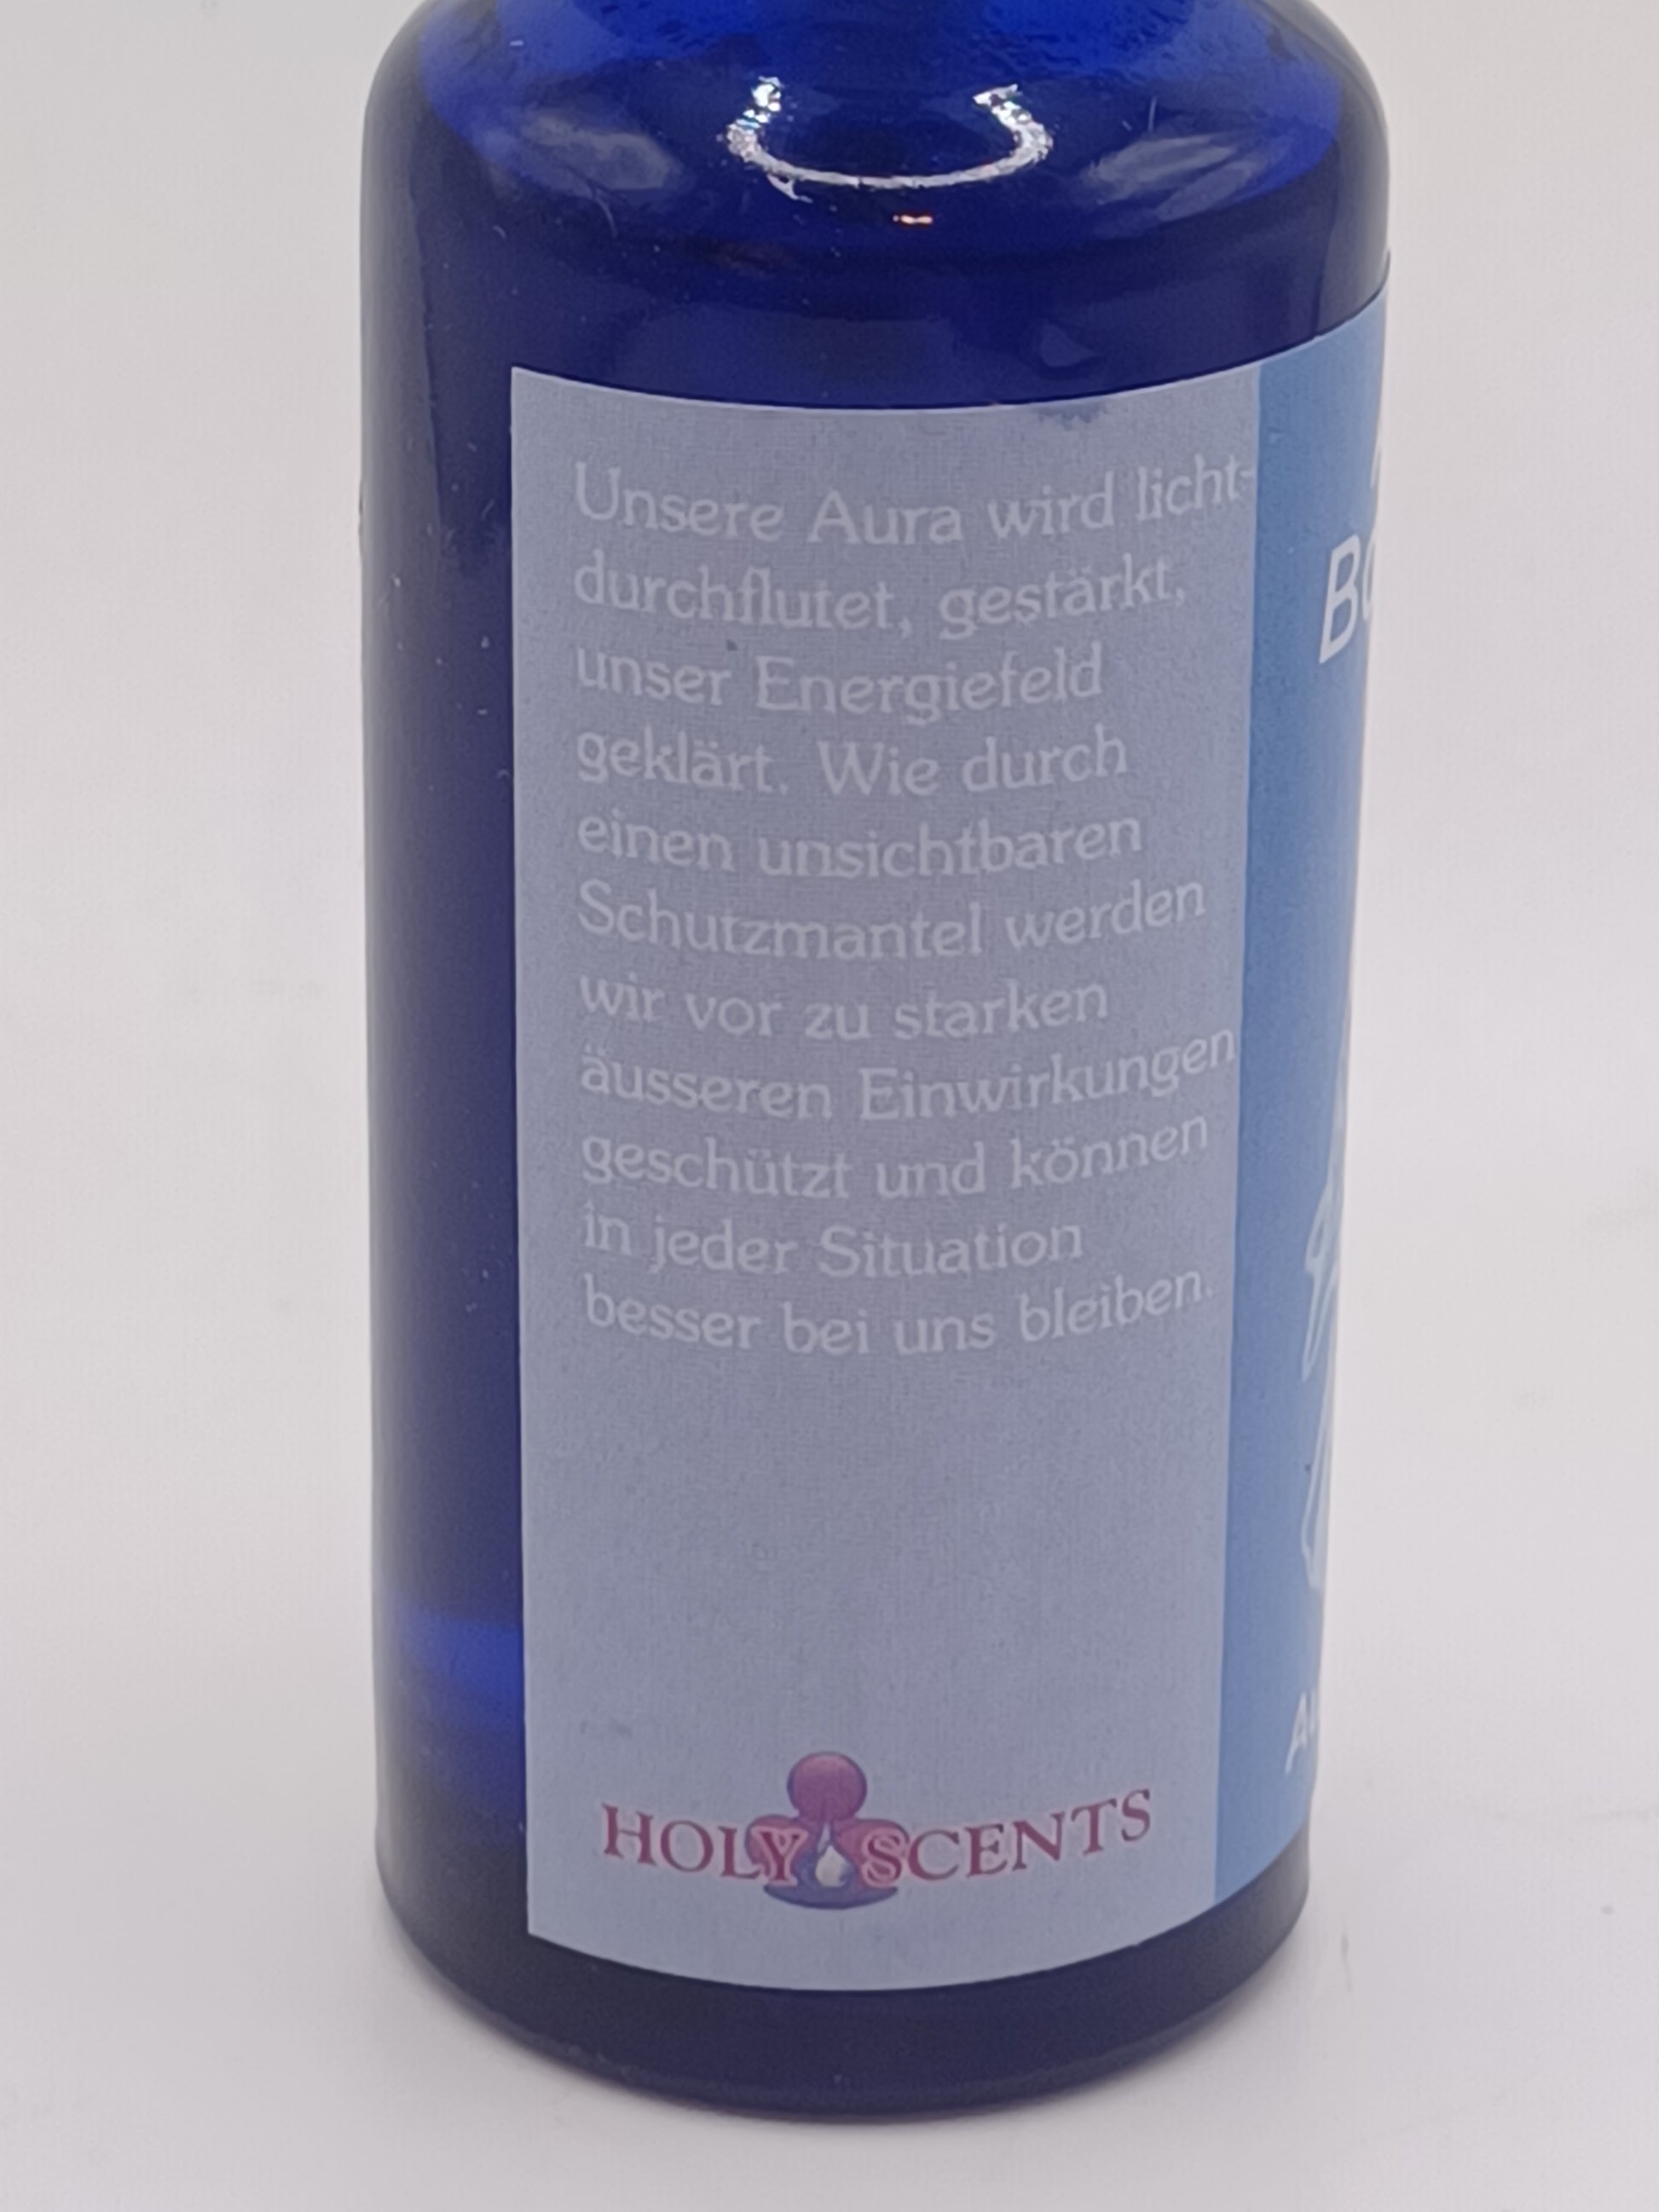 Unsere Aura wird licht-
durchflutet, gestärkt,
unser Energiefeld
geklärt. Wie durch
einen unsichtbaren
Schutzmantel werden
wir vor zu starken
äusseren Einwirkungen
geschützt und können
in jeder Situation
besser bei uns bleiben.
HOLY SCENTS